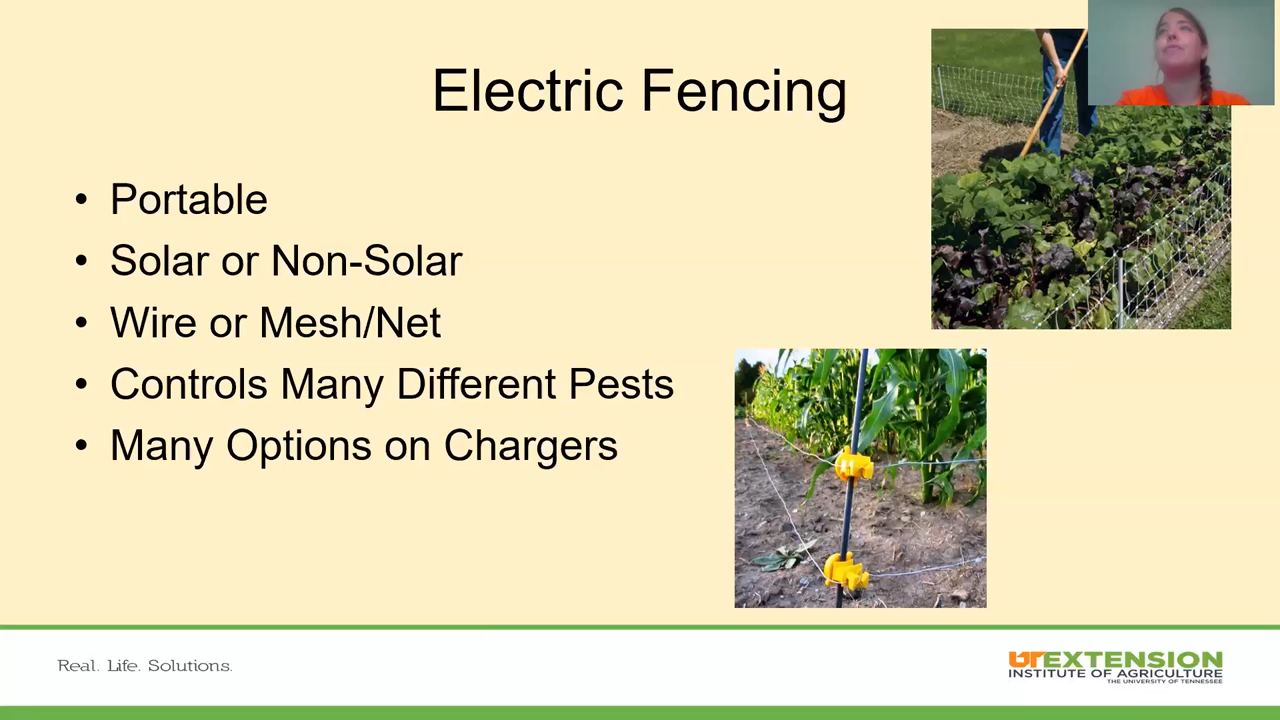 Electric Fencing
• Portable
• Solar or Non-Solar
• Wire or Mesh/Net
• Controls Many Different Pests
• Many Options on Chargers
Real. Life. Solutions.
UTEXTENSION
INSTITUTE OF AGRICULTURE
THE UNIVERSITY OF TENNESSEE